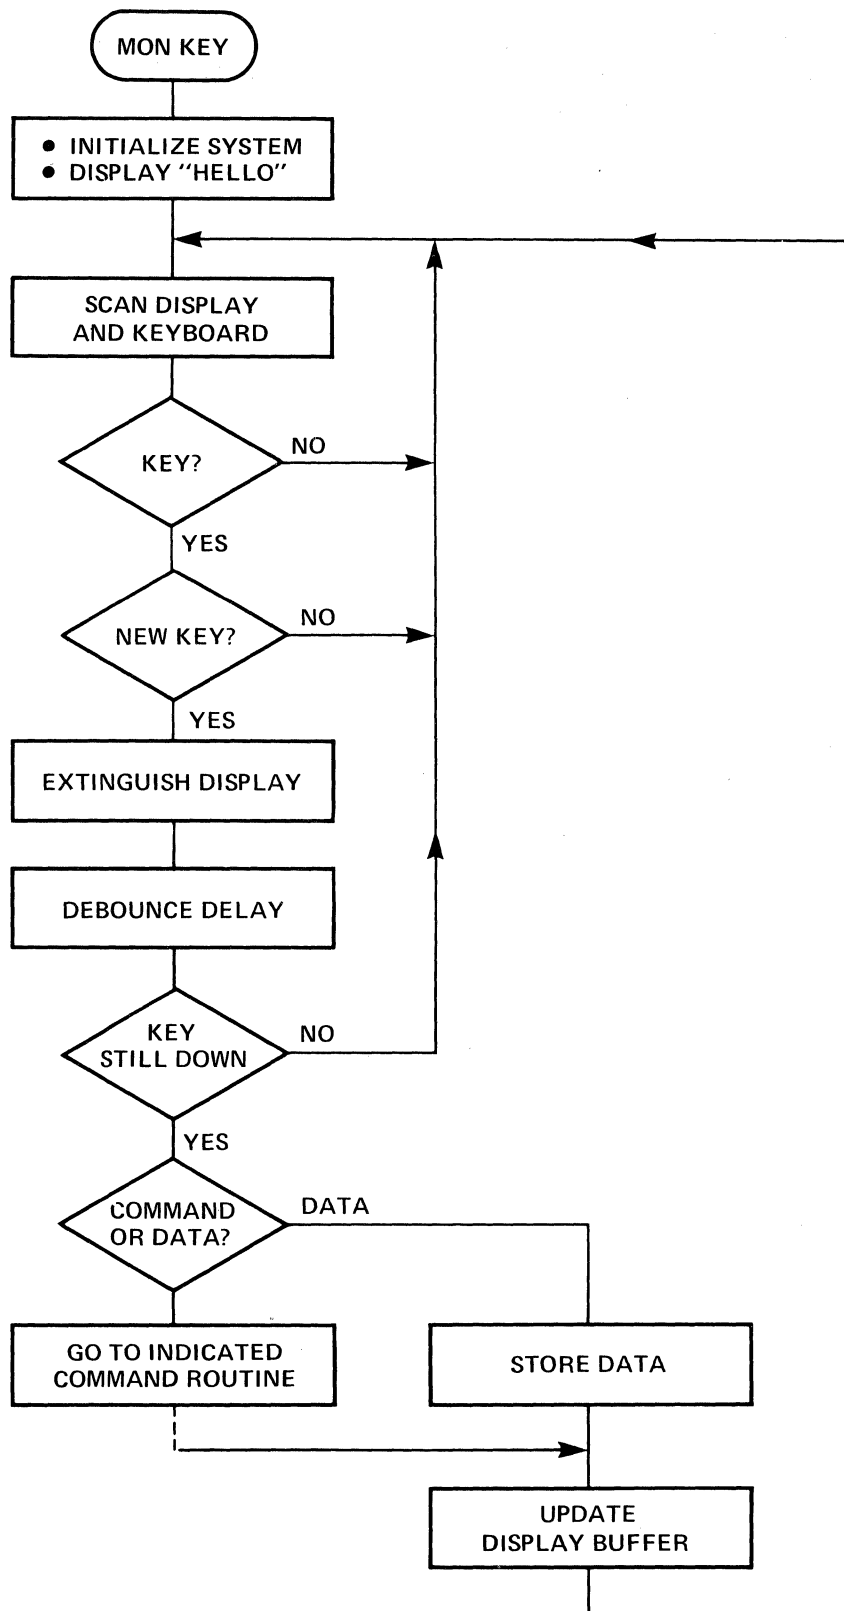 MON KEY
● INITIALIZE SYSTEM
● DISPLAY "HELLO"
SCAN DISPLAY
AND KEYBOARD
KEY?
NO
YES
NEW KEY?
NO
YES
EXTINGUISH DISPLAY
DEBOUNCE DELAY
KEY
STILL DOWN
NO
YES
COMMAND
OR DATA?
DATA
GO TO INDICATED
COMMAND ROUTINE
STORE DATA
UPDATE
DISPLAY BUFFER